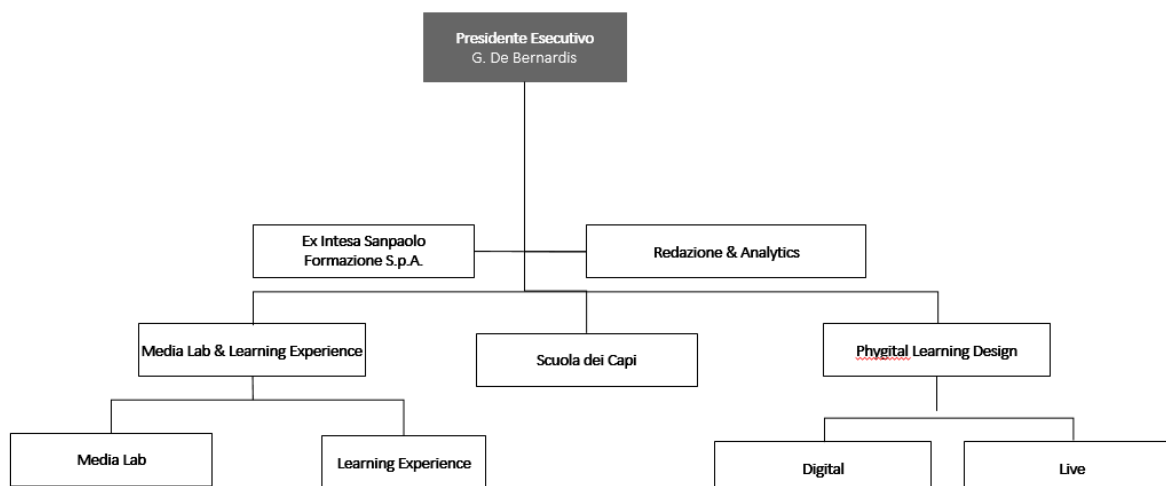 Presidente Esecutivo
G. De Bernardis
Ex Intesa Sanpaolo
Formazione S.p.A.
Redazione & Analytics
Media Lab & Learning Experience
Scuola dei Capi
Phygital Learning Design
Media Lab
Learning Experience
Digital
Live